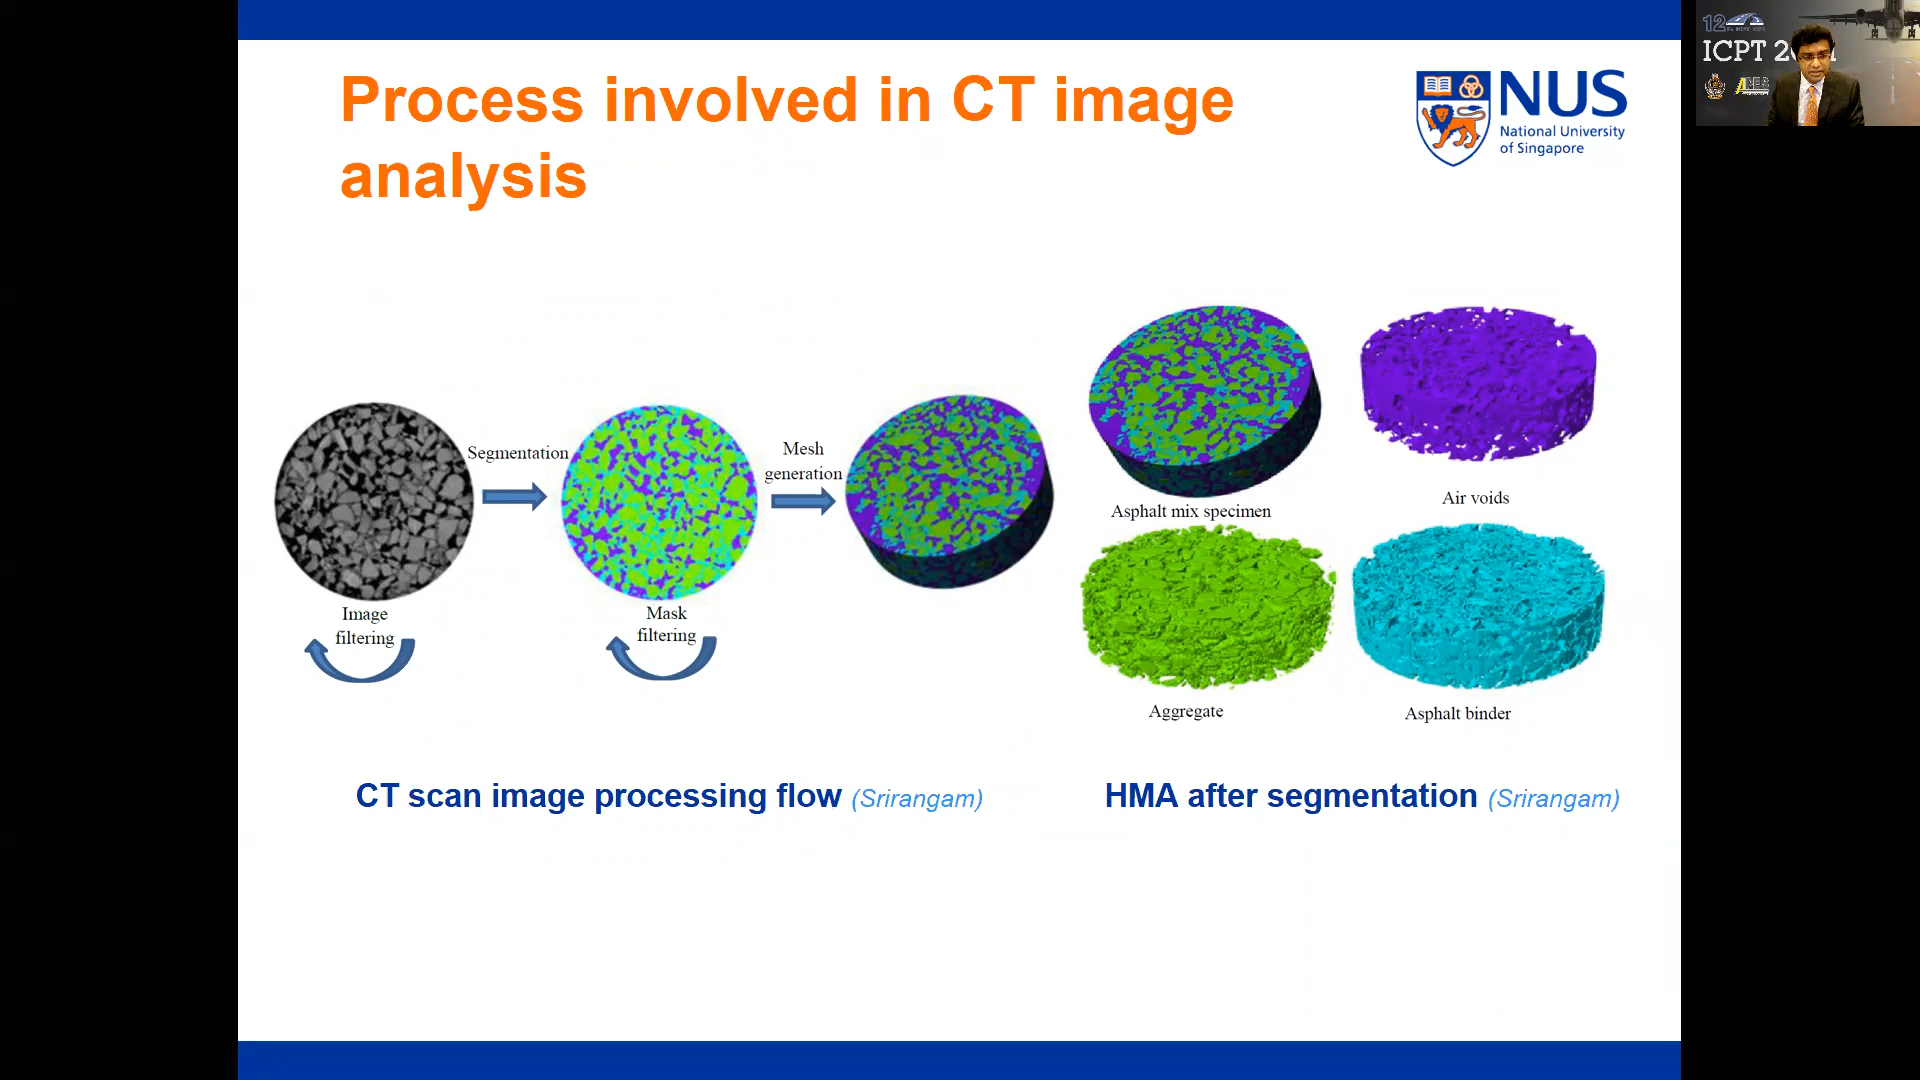 Process involved in CT image
analysis
NUS
National University
of Singapore
12
ICPT 2
Segmentation
Mesh
generation
Image
filtering
Mask
filtering
Asphalt mix specimen
Air voids
Aggregate
Asphalt binder
CT scan image processing flow (Srirangam)
HMA after segmentation (Srirangam)